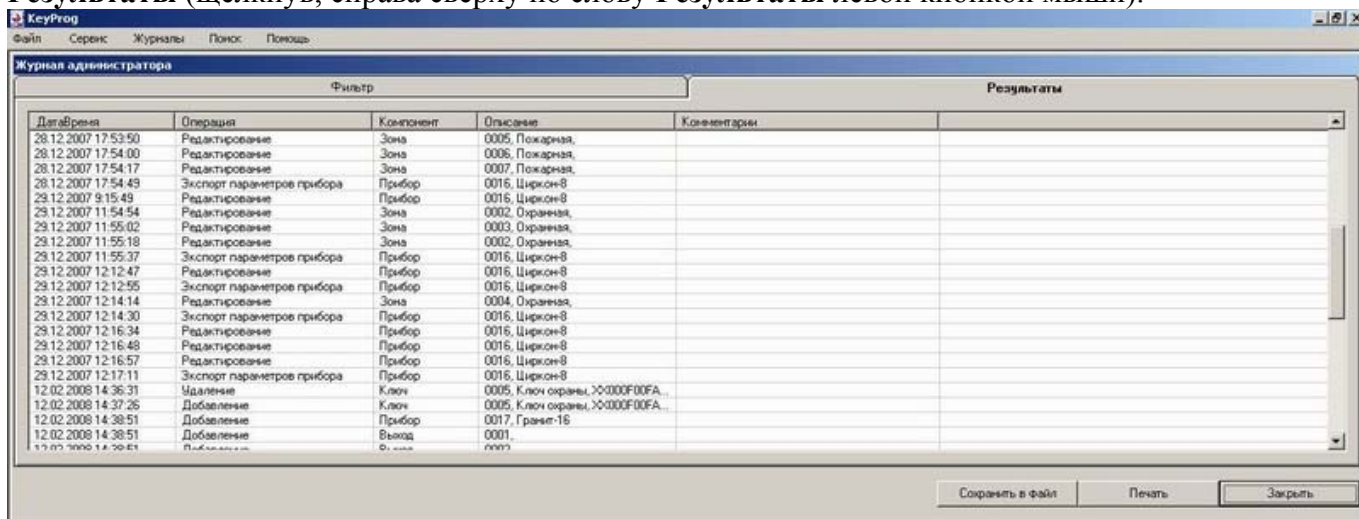 Результаты (щелкнув, справа сверху по слову Результаты левой кнопкой мыши).
KeyProg
Файл Сервис Журналы Поиск Помощь
Журнал администратора
Фильтр Результаты
ДатаВремя Операция Компонент Описание Комментарии
28.12.2007 17:53:50 Редактирование Зона 0005, Пожарная,
28.12.2007 17:54:00 Редактирование Зона 0006, Пожарная,
28.12.2007 17:54:17 Редактирование Зона 0007, Пожарная,
28.12.2007 17:54:49 Экспорт параметров прибора Прибор 0016, Циркон-8
29.12.2007 9:15:49 Редактирование Прибор 0016, Циркон-8
29.12.2007 11:54:54 Редактирование Зона 0002, Охранная,
29.12.2007 11:55:02 Редактирование Зона 0003, Охранная,
29.12.2007 11:55:18 Редактирование Зона 0002, Охранная,
29.12.2007 11:55:37 Экспорт параметров прибора Прибор 0016, Циркон-8
29.12.2007 12:12:47 Редактирование Прибор 0016, Циркон-8
29.12.2007 12:12:55 Экспорт параметров прибора Прибор 0016, Циркон-8
29.12.2007 12:14:14 Редактирование Зона 0004, Охранная,
29.12.2007 12:14:30 Экспорт параметров прибора Прибор 0016, Циркон-8
29.12.2007 12:16:34 Редактирование Прибор 0016, Циркон-8
29.12.2007 12:16:48 Редактирование Прибор 0016, Циркон-8
29.12.2007 12:16:57 Редактирование Прибор 0016, Циркон-8
29.12.2007 12:17:11 Экспорт параметров прибора Прибор 0016, Циркон-8
12.02.2008 14:36:31 Удаление Ключ 0005, Ключ охраны, XX000F00FA...
12.02.2008 14:37:26 Добавление Ключ 0005, Ключ охраны, XX000F00FA...
12.02.2008 14:38:51 Добавление Прибор 0017, Гранит-16
12.02.2008 14:38:51 Добавление Выход 0001,
12.02.2008 14:38:51 Добавление Выход 0002
Сохранить в файл Печать Закрыть